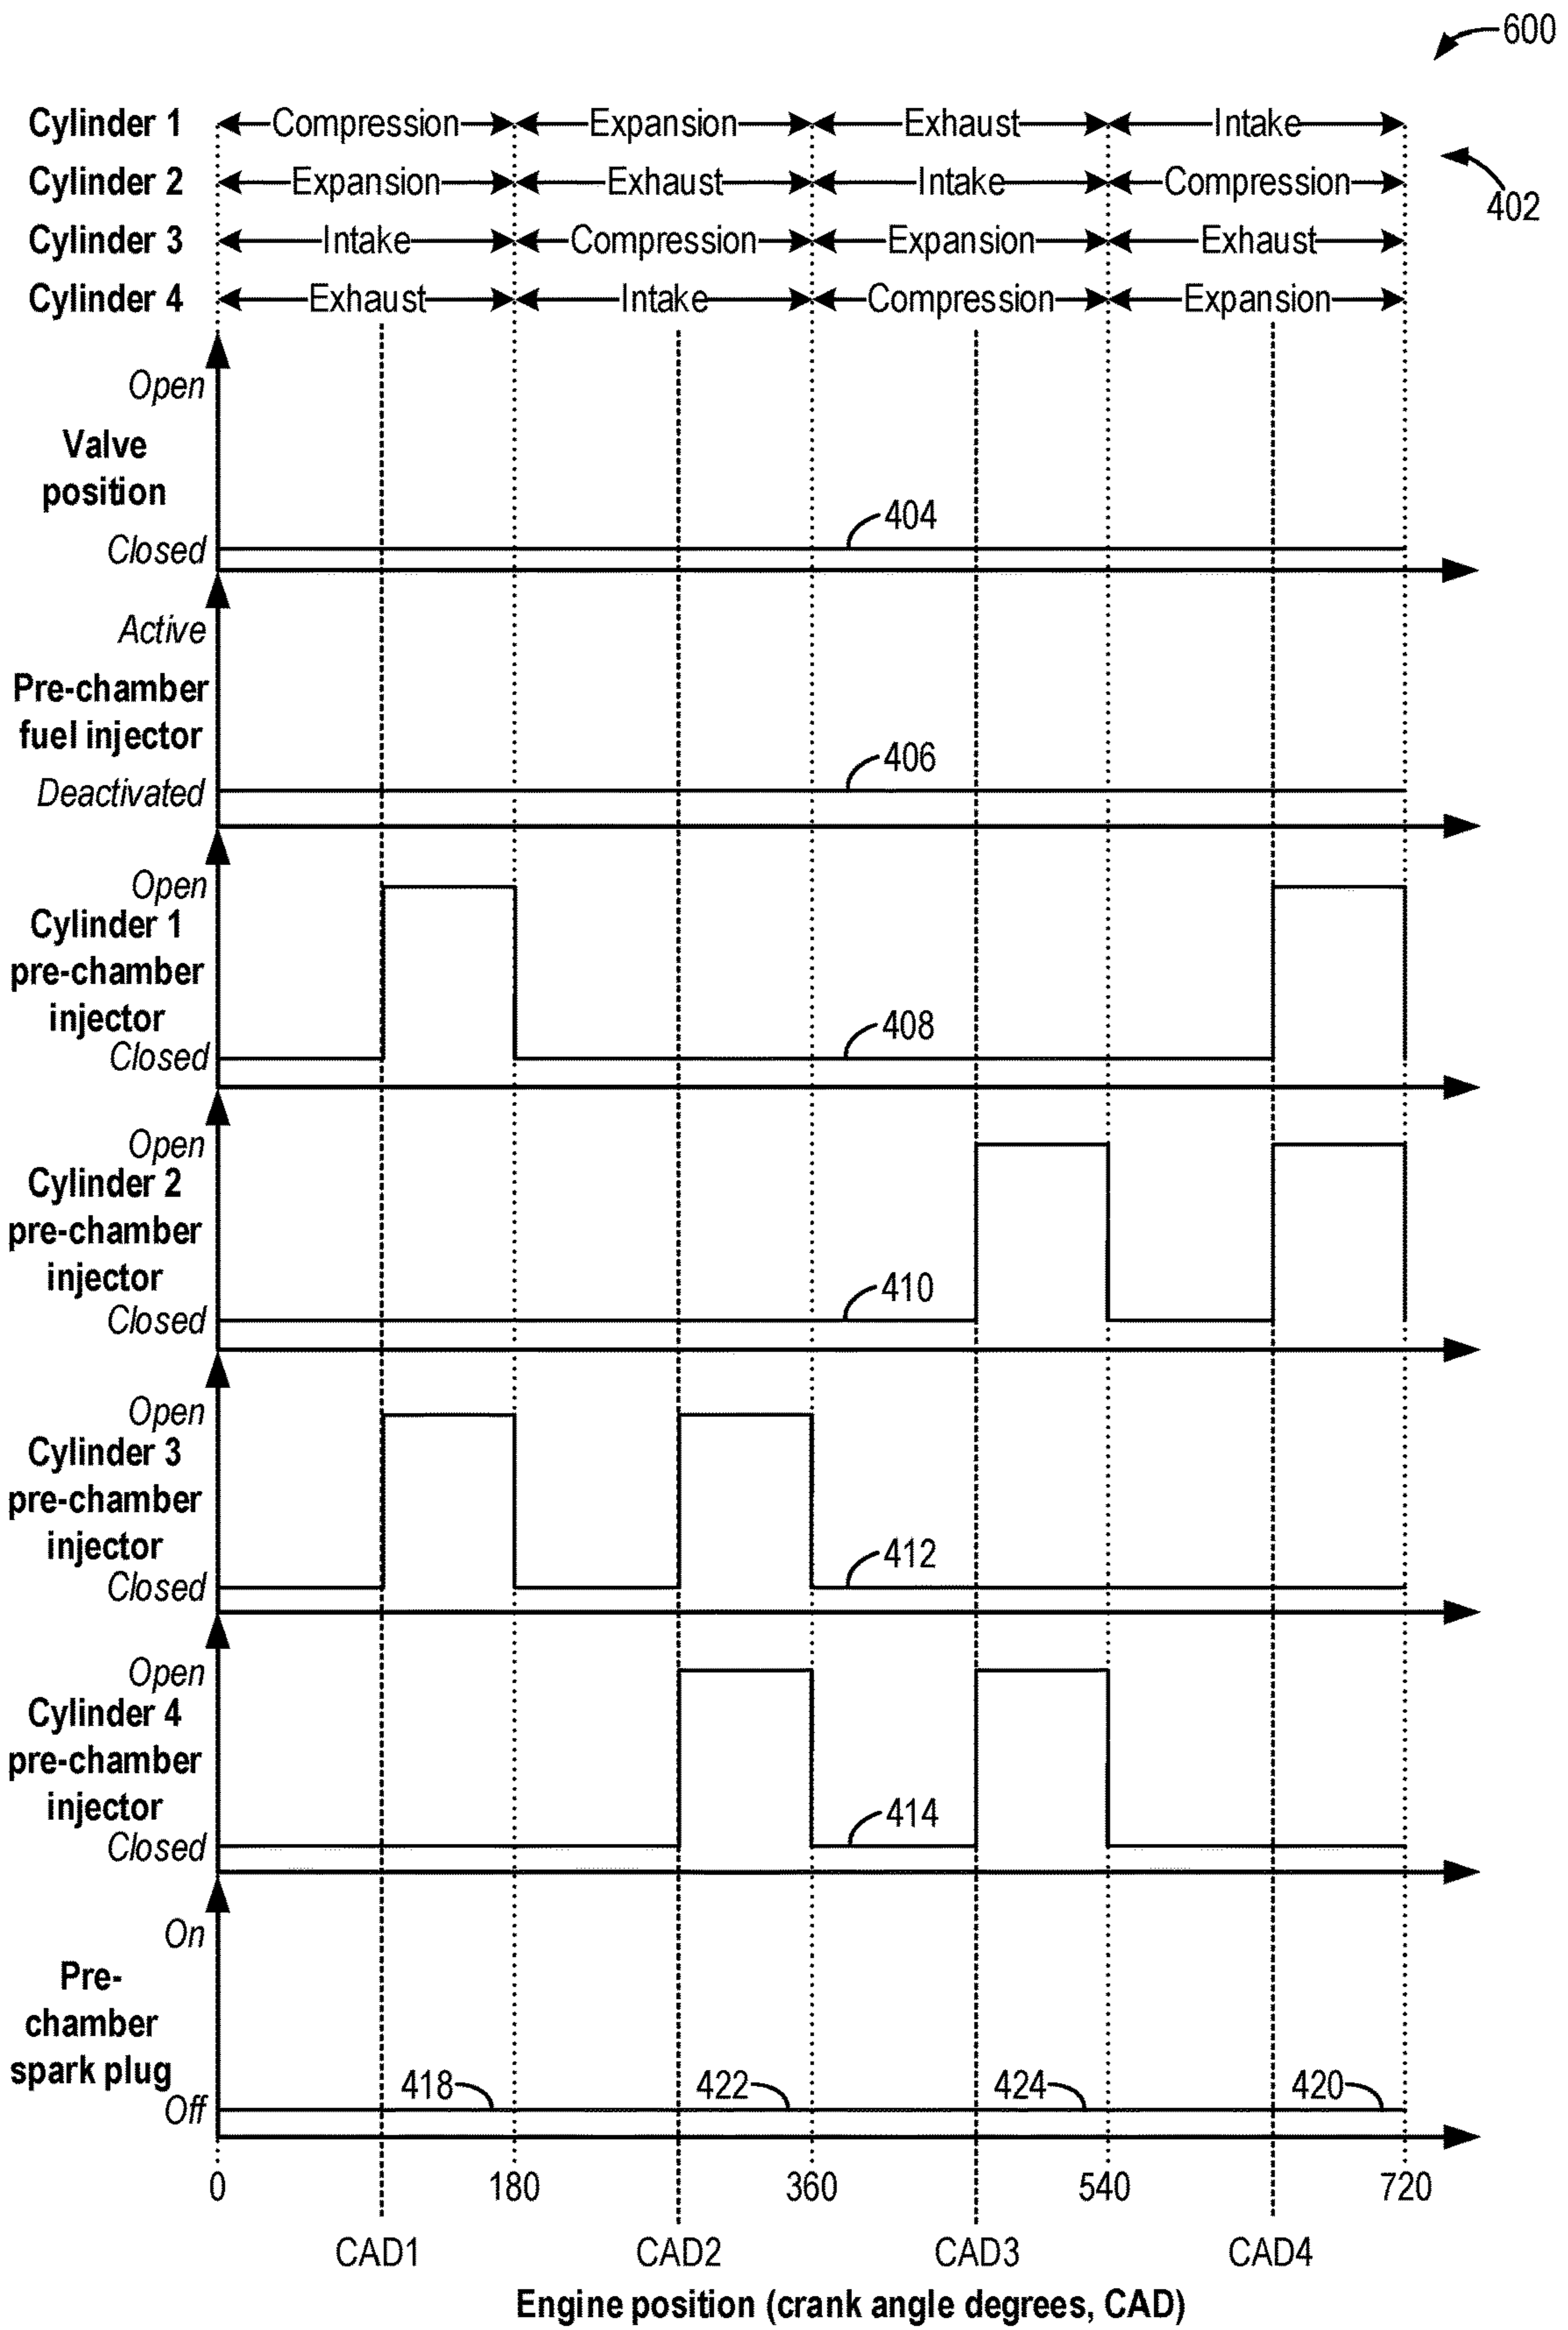 600
Cylinder 1 Compression Expansion Exhaust Intake
Cylinder 2 Expansion Exhaust Intake Compression
402
Cylinder 3 Intake Compression Expansion Exhaust
Cylinder 4 Exhaust Intake Compression Expansion
Open
Valve
position
404
Closed
Active
Pre-chamber
fuel injector
406
Deactivated
Open
Cylinder 1
pre-chamber
injector
408
Closed
Open
Cylinder 2
pre-chamber
injector
410
Closed
Open
Cylinder 3
pre-chamber
injector
412
Closed
Open
Cylinder 4
pre-chamber
injector
414
Closed
On
Pre-
chamber
spark plug
418 422 424 420
Off
0 180 360 540 720
CAD1 CAD2 CAD3 CAD4
Engine position (crank angle degrees, CAD)